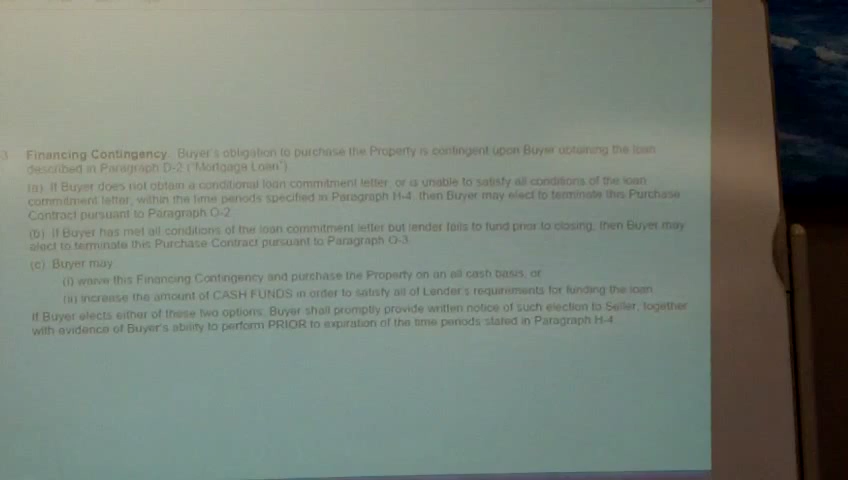 3 Financing Contingency. Buyer's obligation to purchase the Property is contingent upon Buyer obtaining the loan
described in Paragraph D-2 ("Mortgage Loan").
(a) If Buyer does not obtain a conditional loan commitment letter, or is unable to satisfy all conditions of the loan
commitment letter, within the time periods specified in Paragraph H-4, then Buyer may elect to terminate this Purchase
Contract pursuant to Paragraph O-2.
(b) If Buyer has met all conditions of the loan commitment letter but lender fails to fund prior to closing, then Buyer may
elect to terminate this Purchase Contract pursuant to Paragraph O-3.
(c) Buyer may
(i) waive this Financing Contingency and purchase the Property on an all cash basis, or
(ii) increase the amount of CASH FUNDS in order to satisfy all of Lender's requirements for funding the loan.
If Buyer elects either of these two options, Buyer shall promptly provide written notice of such election to Seller, together
with evidence of Buyer's ability to perform PRIOR to expiration of the time periods stated in Paragraph H-4.